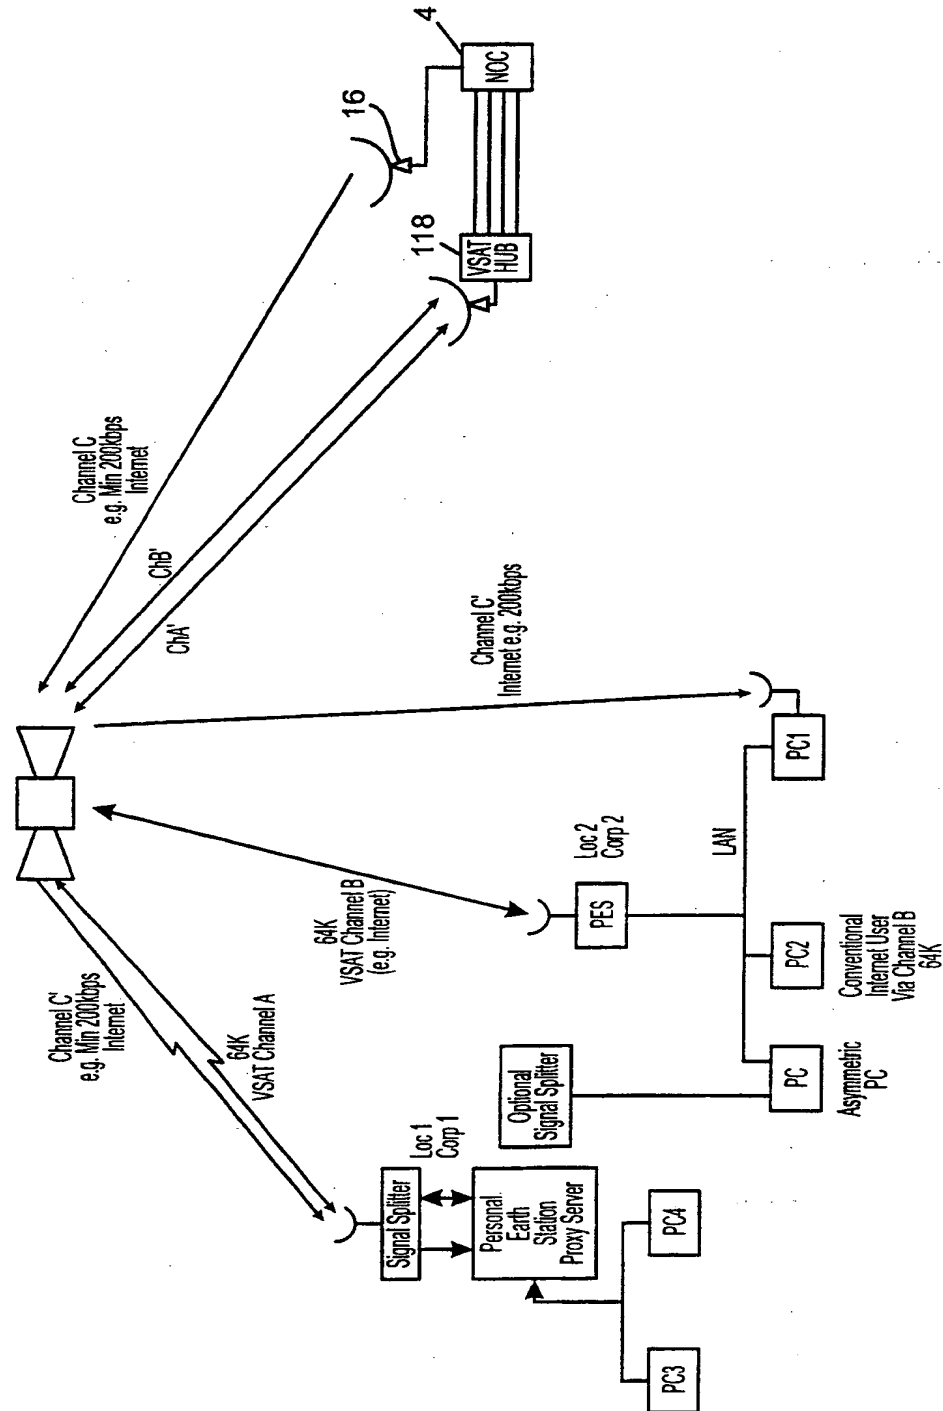 4
NOC
16
118
VSAT
HUB
Channel C
e.g. Min 200kbps
Internet
ChB'
ChA'
Channel C'
Internet e.g. 200kbps
PC1
LAN
Loc 2
Corp 2
PES
64K
VSAT Channel B
(e.g. Internet)
PC2
Conventional
Internet User
Via Channel B
64K
PC
Asymmetric
PC
Optional
Signal Splitter
Channel C'
e.g. Min 200kbps
Internet
64K
VSAT Channel A
Loc 1
Corp 1
Signal Splitter
Personal.
Earth
Station
Proxy Server
PC4
PC3